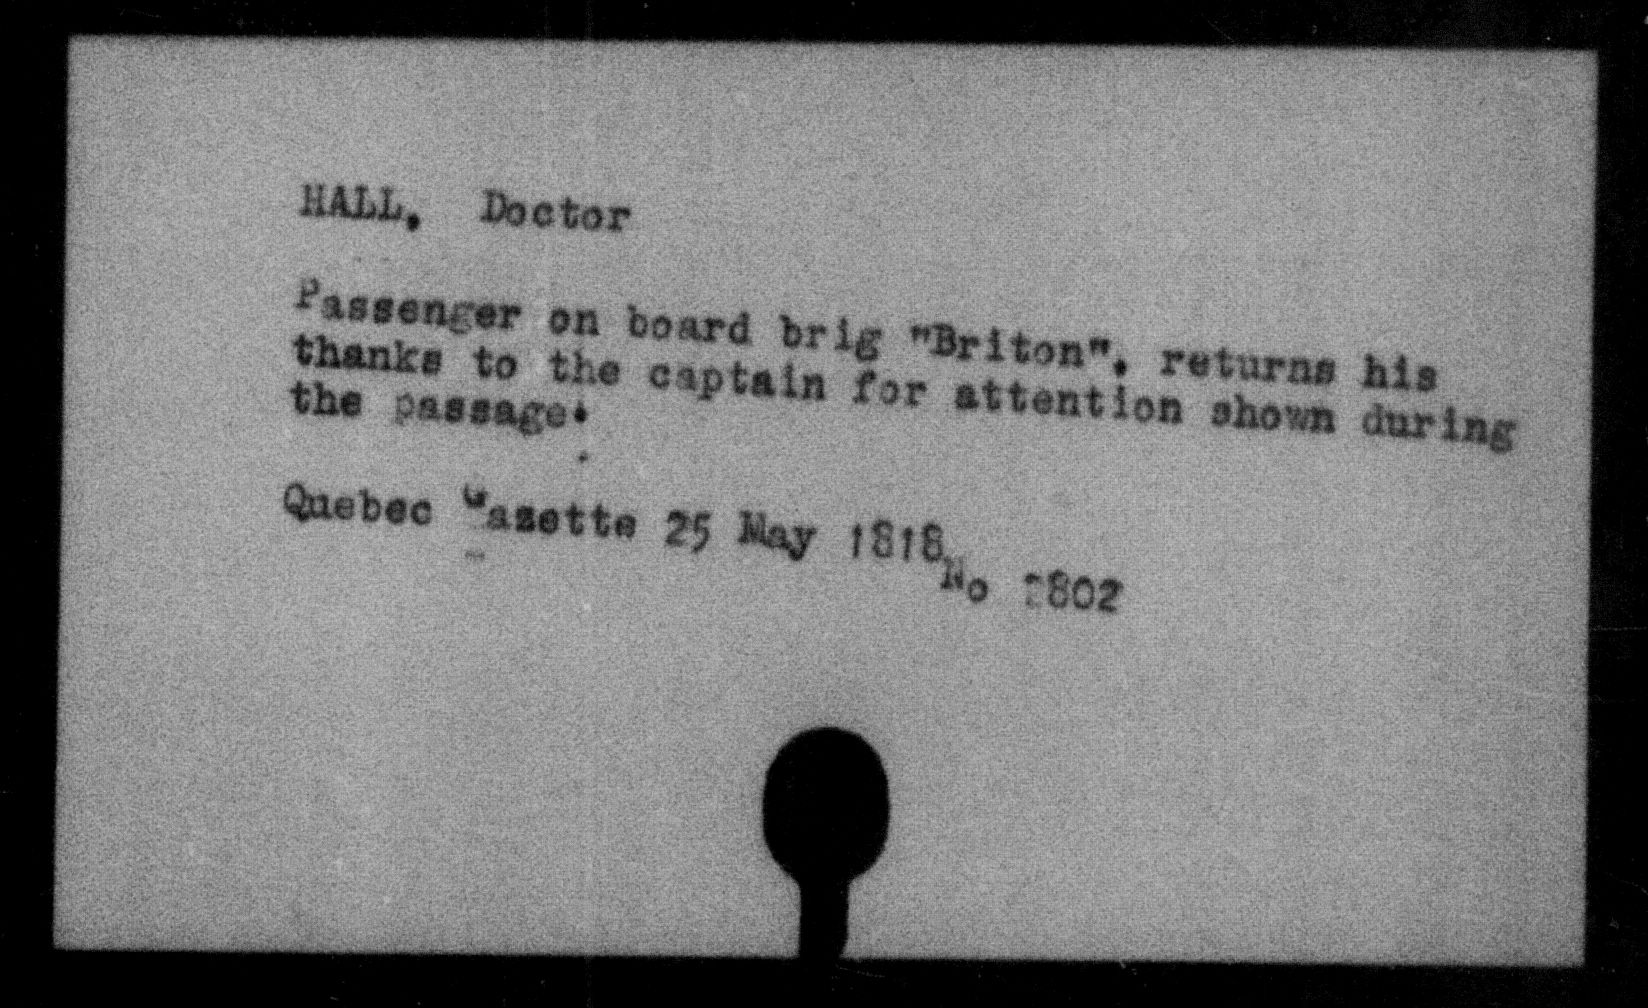 HALL, Doctor
Passenger on board brig "Briton", returns his
thanks to the captain for attention shown during
the passage.
Quebec Gazette 25 May 1818
No 2802